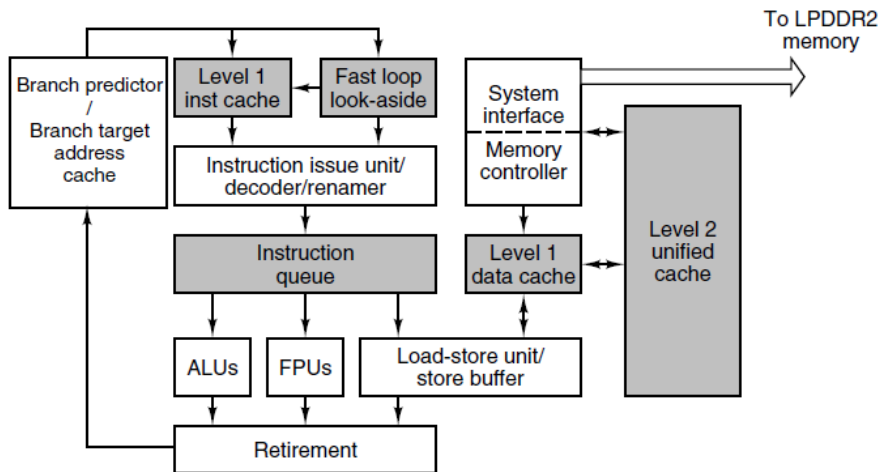 To LPDDR2
memory
Branch predictor
/
Branch target
address
cache
Level 1
inst cache
Fast loop
look-aside
System
interface
Memory
controller
Instruction issue unit/
decoder/renamer
Level 2
unified
cache
Instruction
queue
Level 1
data cache
ALUs
FPUs
Load-store unit/
store buffer
Retirement